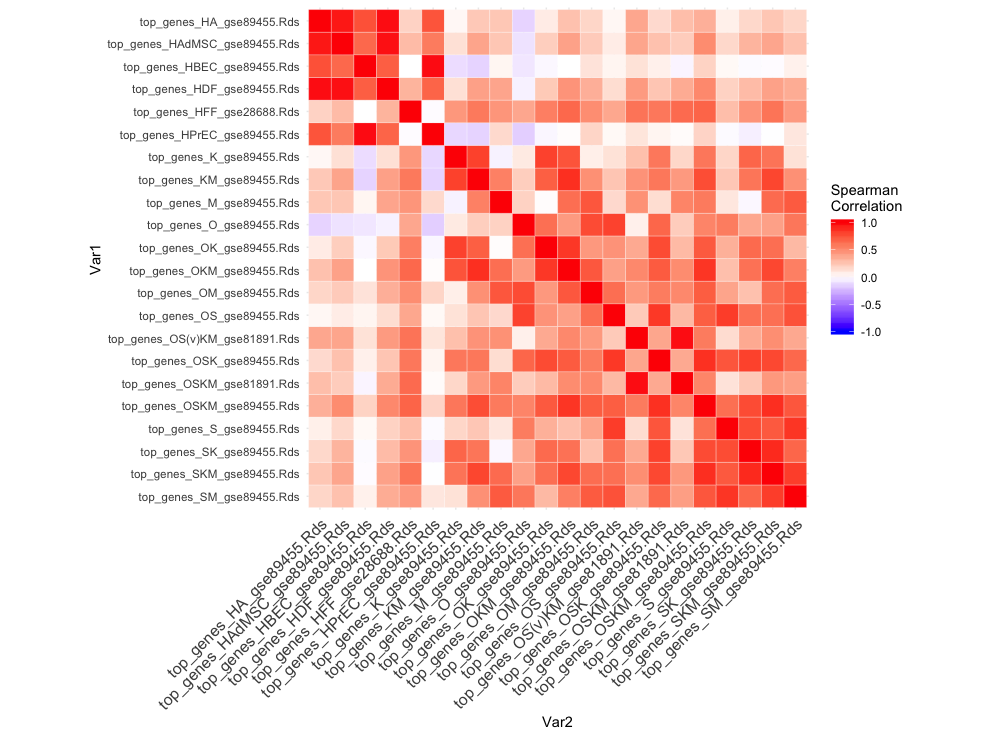 top_genes_HA_gse89455.Rds
top_genes_HAdMSC_gse89455.Rds
top_genes_HBEC_gse89455.Rds
top_genes_HDF_gse89455.Rds
top_genes_HFF_gse28688.Rds
top_genes_HPrEC_gse89455.Rds
top_genes_K_gse89455.Rds
top_genes_KM_gse89455.Rds
top_genes_M_gse89455.Rds
top_genes_O_gse89455.Rds
top_genes_OK_gse89455.Rds
top_genes_OKM_gse89455.Rds
top_genes_OM_gse89455.Rds
top_genes_OS_gse89455.Rds
top_genes_OS(v)KM_gse81891.Rds
top_genes_OSK_gse89455.Rds
top_genes_OSKM_gse81891.Rds
top_genes_OSKM_gse89455.Rds
top_genes_S_gse89455.Rds
top_genes_SK_gse89455.Rds
top_genes_SKM_gse89455.Rds
top_genes_SM_gse89455.Rds
Var1
Spearman
Correlation
1.0
0.5
0.0
-0.5
-1.0
top_genes_HA_gse89455.Rds
top_genes_HAdMSC_gse89455.Rds
top_genes_HBEC_gse89455.Rds
top_genes_HDF_gse89455.Rds
top_genes_HFF_gse28688.Rds
top_genes_HPrEC_gse89455.Rds
top_genes_K_gse89455.Rds
top_genes_KM_gse89455.Rds
top_genes_M_gse89455.Rds
top_genes_O_gse89455.Rds
top_genes_OK_gse89455.Rds
top_genes_OKM_gse89455.Rds
top_genes_OM_gse89455.Rds
top_genes_OS_gse89455.Rds
top_genes_OS(v)KM_gse81891.Rds
top_genes_OSK_gse89455.Rds
top_genes_OSKM_gse81891.Rds
top_genes_OSKM_gse89455.Rds
top_genes_S_gse89455.Rds
top_genes_SK_gse89455.Rds
top_genes_SKM_gse89455.Rds
top_genes_SM_gse89455.Rds
Var2